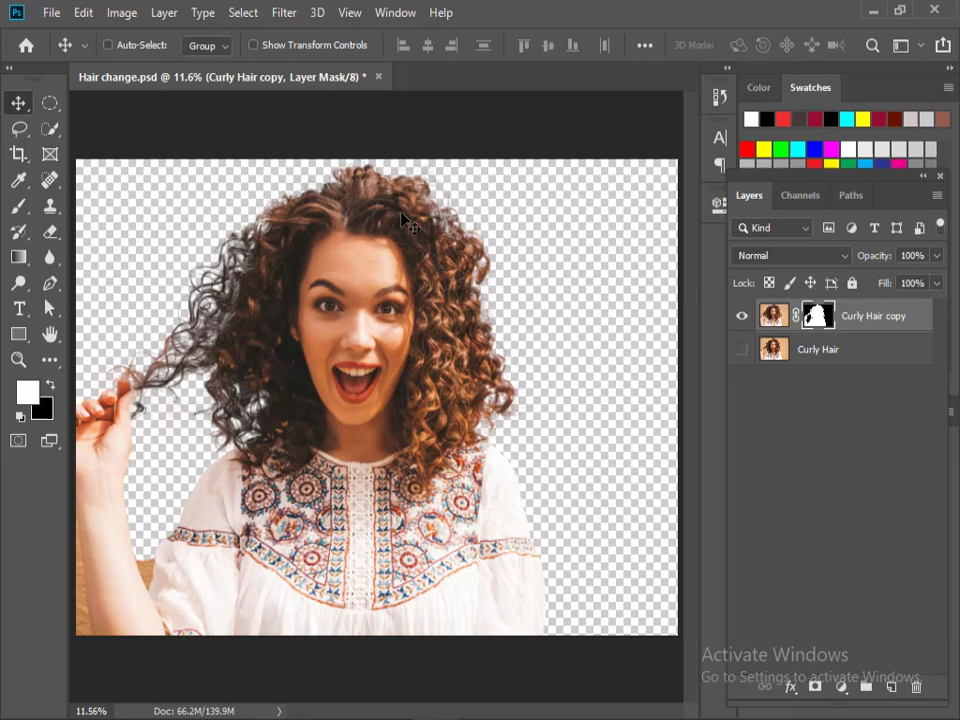 Ps File Edit Image Layer Type Select Filter 3D View Window Help
Auto-Select: Group Show Transform Controls 3D Mode:
Hair change.psd @ 11.6% (Curly Hair copy, Layer Mask/8) * ×
Color Swatches
Layers Channels Paths
Kind
Normal Opacity: 100%
Lock: Fill: 100%
Curly Hair copy
Curly Hair
Activate Windows
Go to Settings to activate Windows.
11.56% Doc: 66.2M/139.9M